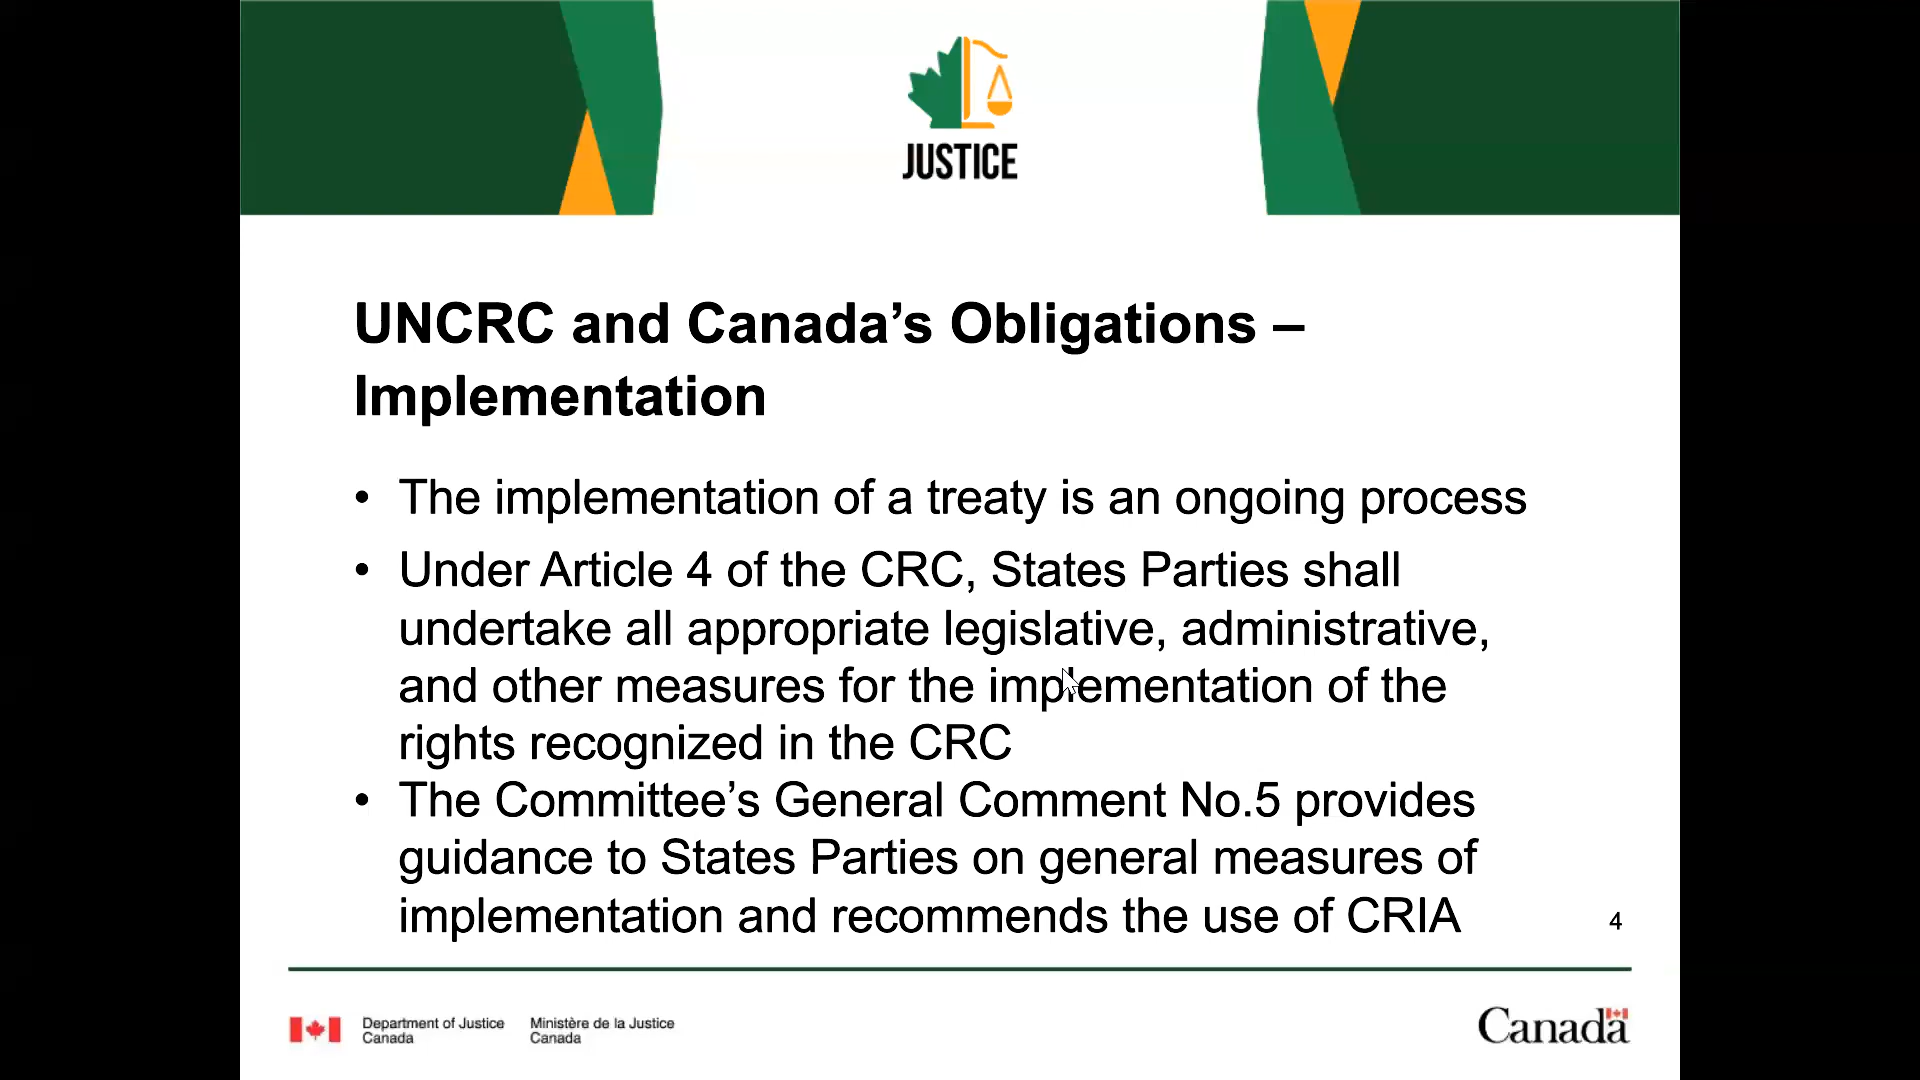 JUSTICE
UNCRC and Canada’s Obligations –
Implementation
• The implementation of a treaty is an ongoing process
• Under Article 4 of the CRC, States Parties shall
undertake all appropriate legislative, administrative,
and other measures for the implementation of the
rights recognized in the CRC
• The Committee’s General Comment No.5 provides
guidance to States Parties on general measures of
implementation and recommends the use of CRIA
4
Department of Justice
Canada
Ministère de la Justice
Canada
Canada